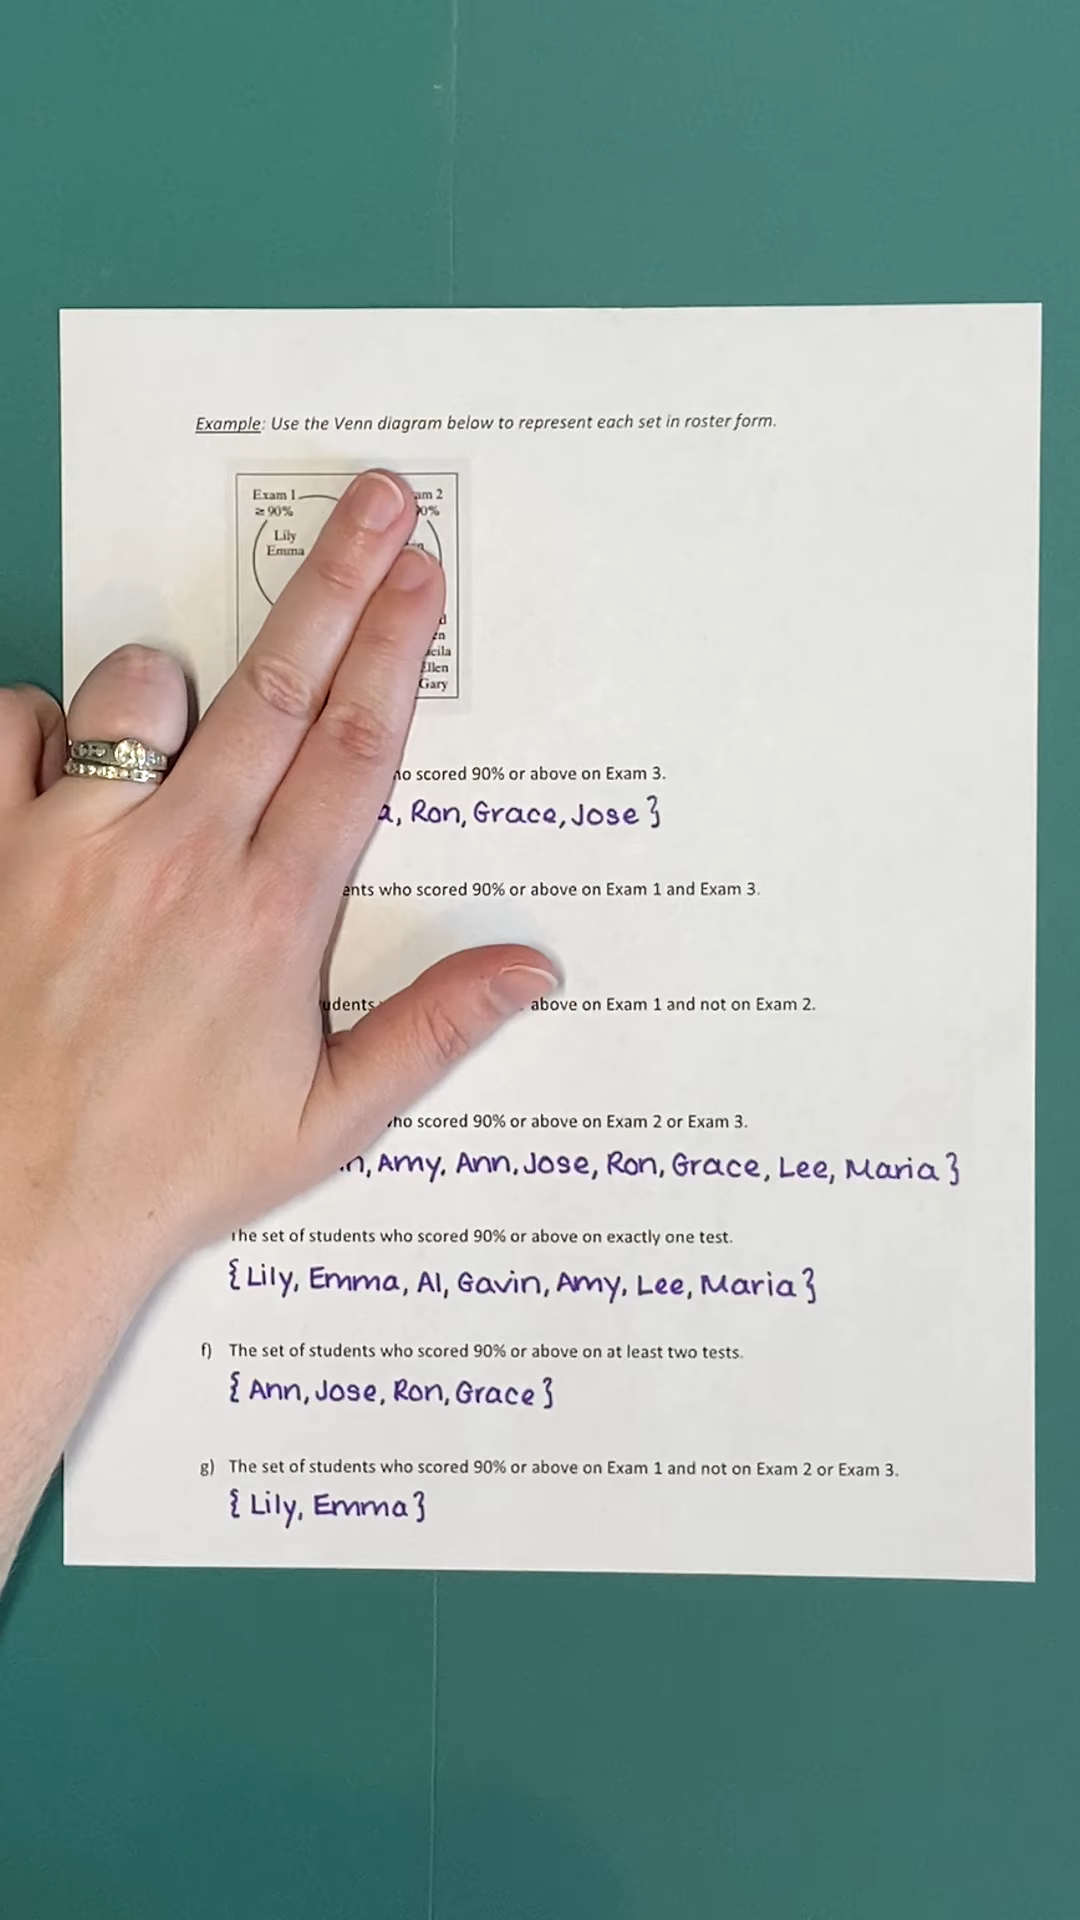 Example: Use the Venn diagram below to represent each set in roster form.
Exam 1
≥ 90%
Lily
Emma
Ellen
Gary
scored 90% or above on Exam 3.
, Ron, Grace, Jose }
who scored 90% or above on Exam 1 and Exam 3.
above on Exam 1 and not on Exam 2.
scored 90% or above on Exam 2 or Exam 3.
, Amy, Ann, Jose, Ron, Grace, Lee, Maria }
The set of students who scored 90% or above on exactly one test.
{ Lily, Emma, Al, Gavin, Amy, Lee, Maria }
f) The set of students who scored 90% or above on at least two tests.
{ Ann, Jose, Ron, Grace }
g) The set of students who scored 90% or above on Exam 1 and not on Exam 2 or Exam 3.
{ Lily, Emma }